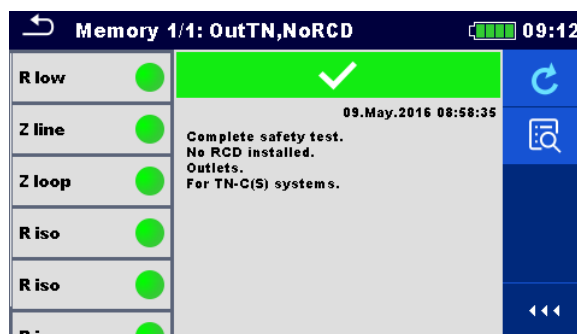 Memory 1/1: OutTN,NoRCD
09:12
R low
Z line
Z loop
R iso
R iso
09.May.2016 08:58:35
Complete safety test.
No RCD installed.
Outlets.
For TN-C(S) systems.